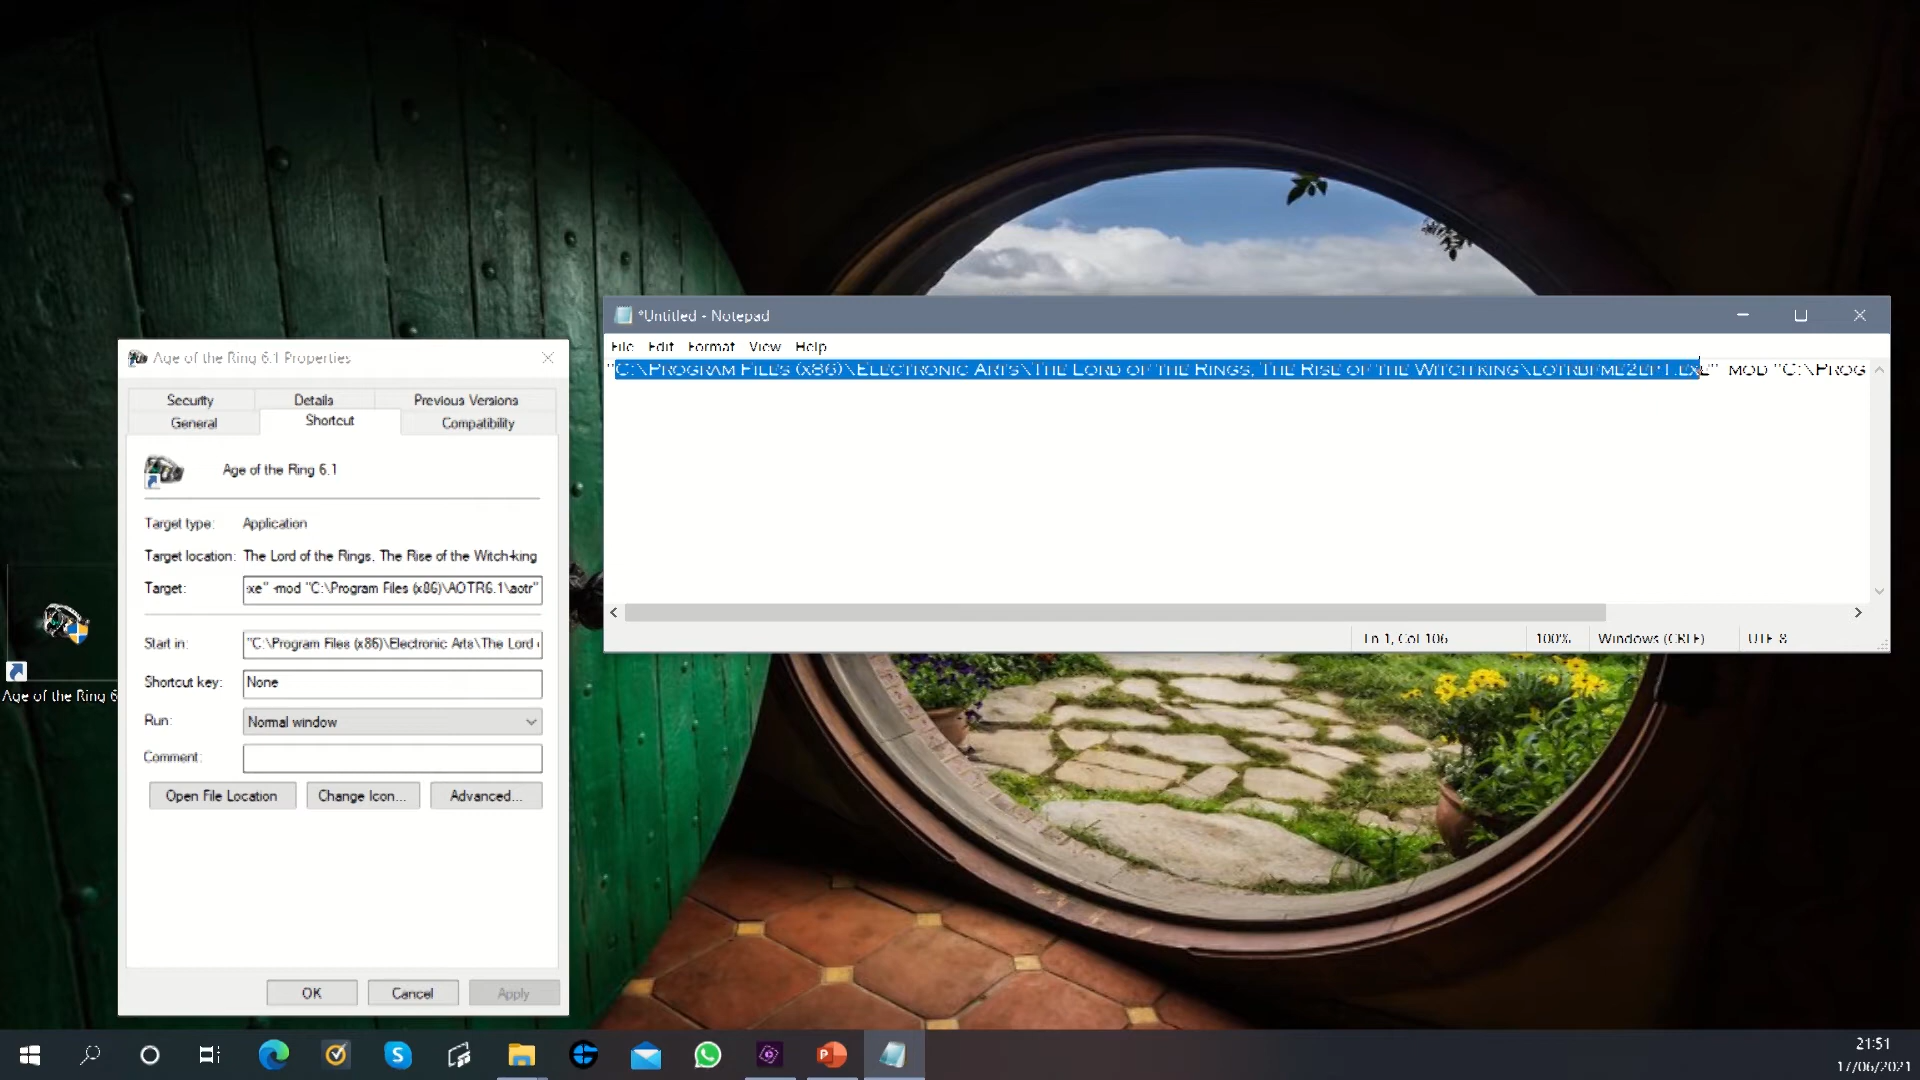 *Untitled - Notepad
File Edit Format View Help
"C:\Program Files (x86)\Electronic Arts\The Lord of the Rings, The Rise of the Witch-king\lotrbfme2ep1.exe" -mod "C:\Prog
Ln 1, Col 106 100% Windows (CRLF) UTF-8
Age of the Ring 6.1 Properties
Security Details Previous Versions
General Shortcut Compatibility
Age of the Ring 6.1
Target type: Application
Target location: The Lord of the Rings, The Rise of the Witch-king
Target: xe" -mod "C:\Program Files (x86)\AOTR6.1\aotr"
Start in: "C:\Program Files (x86)\Electronic Arts\The Lord
Shortcut key: None
Run: Normal window
Comment:
Open File Location Change Icon... Advanced...
OK Cancel Apply
Age of the Ring 6
21:51
17/06/2021